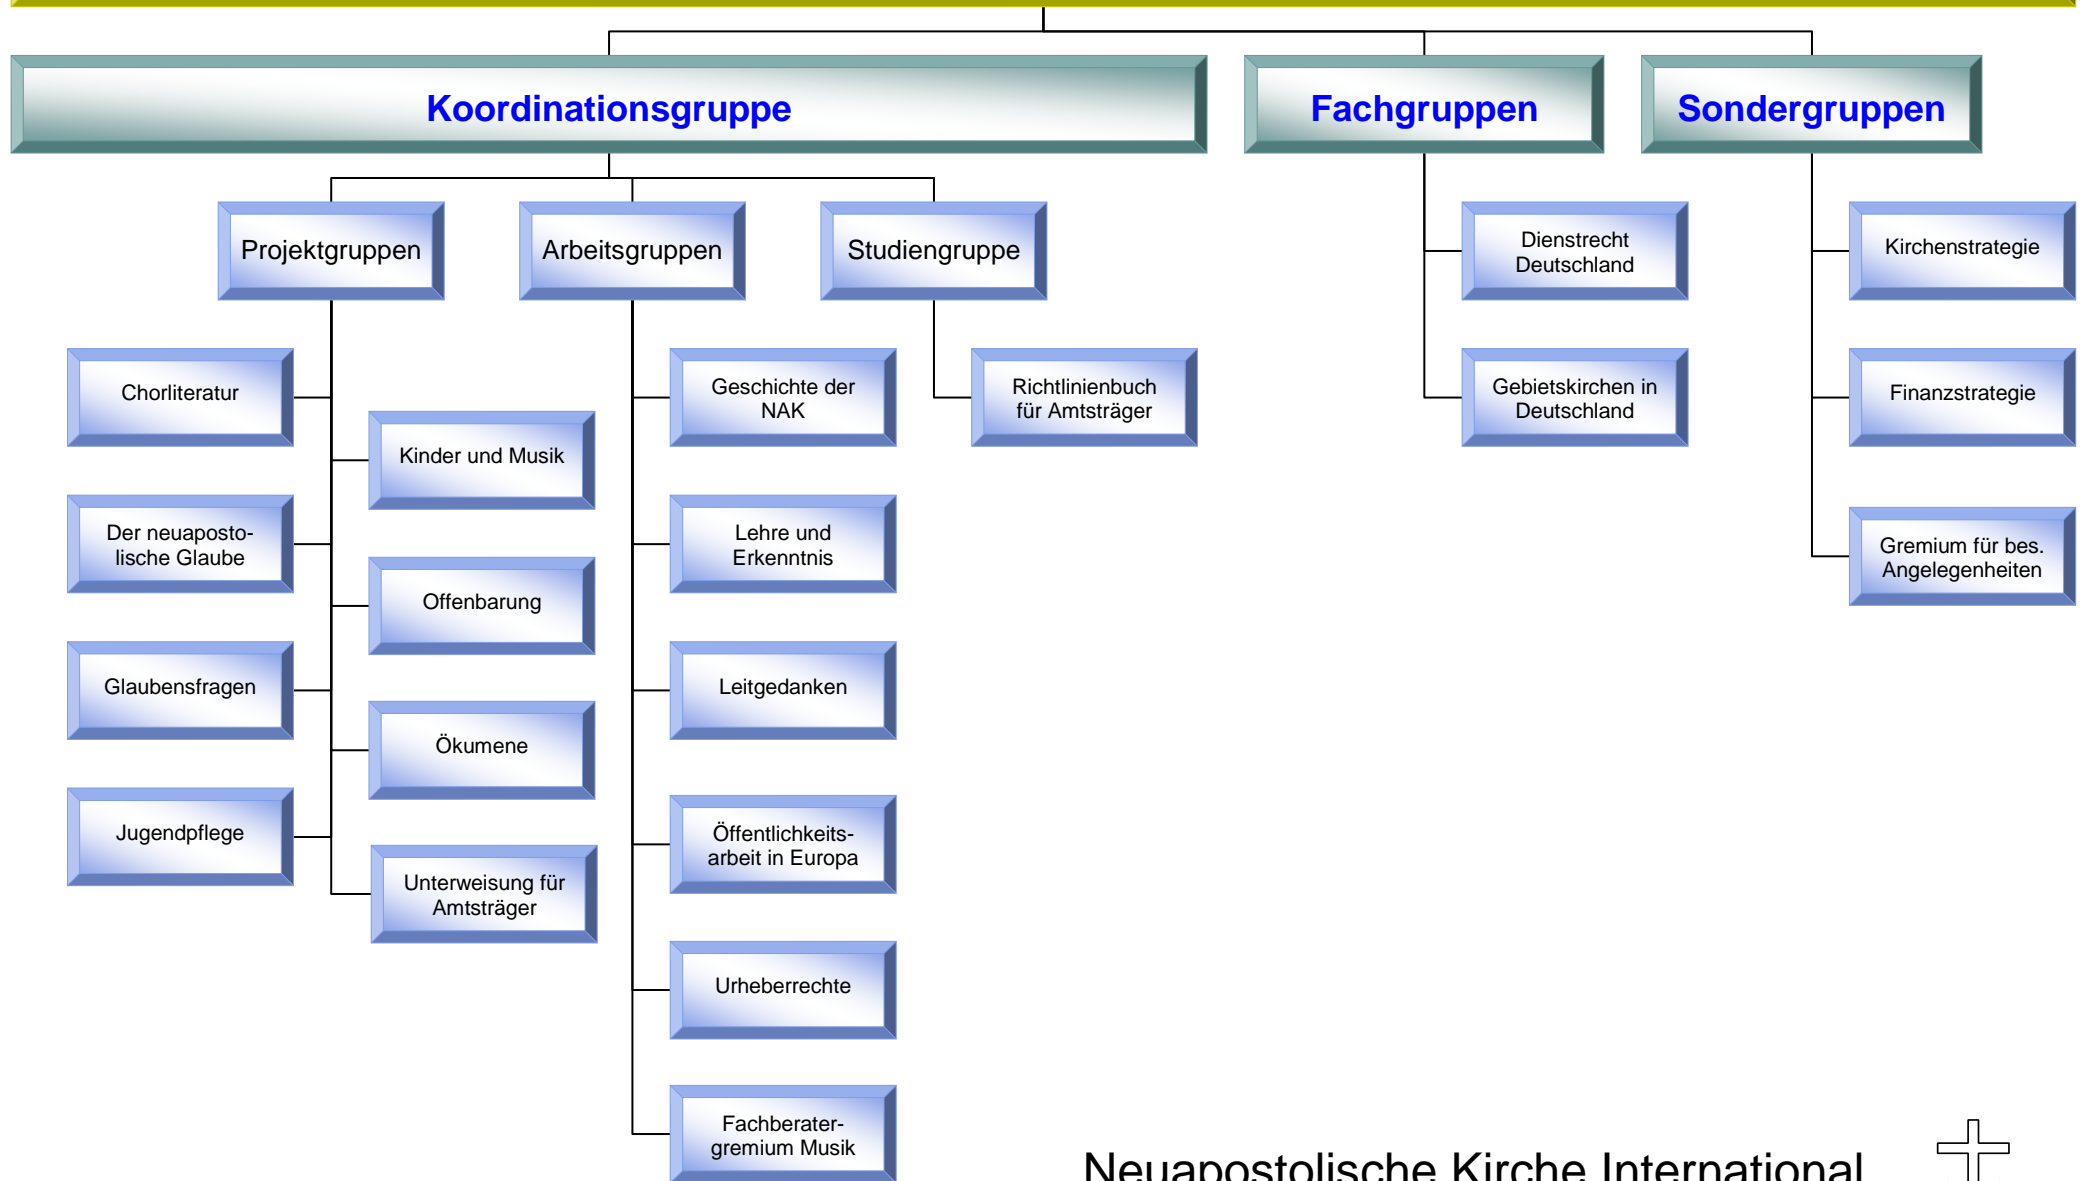 Koordinationsgruppe
Fachgruppen
Sondergruppen
Projektgruppen
Arbeitsgruppen
Studiengruppe
Dienstrecht
Deutschland
Kirchenstrategie
Chorliteratur
Kinder und Musik
Geschichte der
NAK
Richtlinienbuch
für Amtsträger
Gebietskirchen in
Deutschland
Finanzstrategie
Der neuaposto-
lische Glaube
Offenbarung
Lehre und
Erkenntnis
Gremium für bes.
Angelegenheiten
Glaubensfragen
Ökumene
Leitgedanken
Jugendpflege
Unterweisung für
Amtsträger
Öffentlichkeits-
arbeit in Europa
Urheberrechte
Fachberater-
gremium Musik
Neuapostolische Kirche International